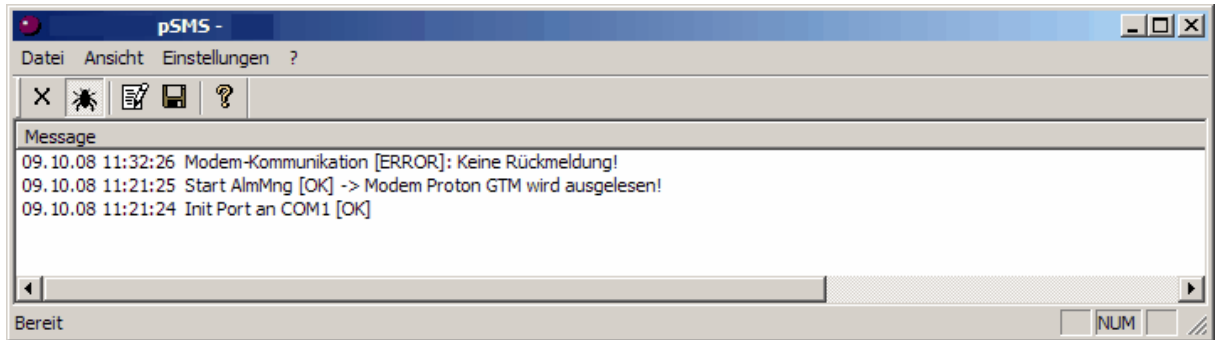 pSMS -
Datei Ansicht Einstellungen ?
Message
09.10.08 11:32:26 Modem-Kommunikation [ERROR]: Keine Rückmeldung!
09.10.08 11:21:25 Start AlmMng [OK] -> Modem Proton GTM wird ausgelesen!
09.10.08 11:21:24 Init Port an COM1 [OK]
Bereit
NUM